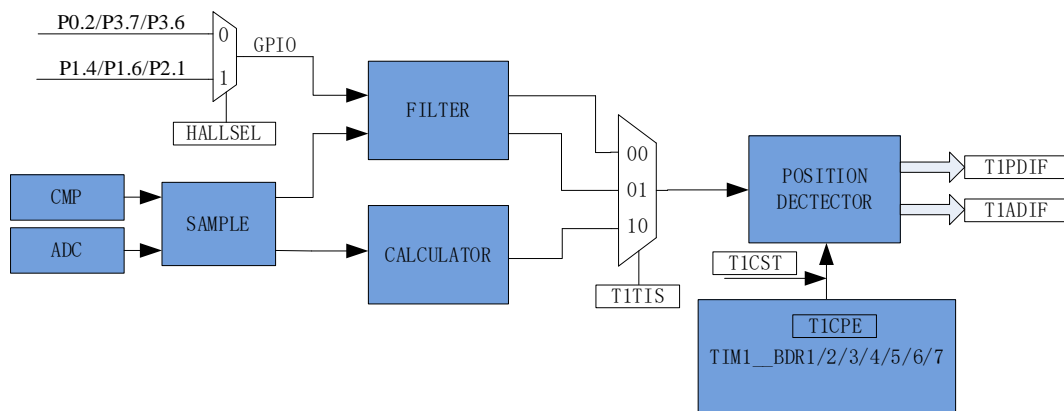 P0.2/P3.7/P3.6
0
GPIO
P1.4/P1.6/P2.1
1
HALLSEL
FILTER
CMP
SAMPLE
ADC
CALCULATOR
00
01
10
T1TIS
POSITION
DECTECTOR
T1PDIF
T1ADIF
T1CST
T1CPE
TIM1__BDR1/2/3/4/5/6/7